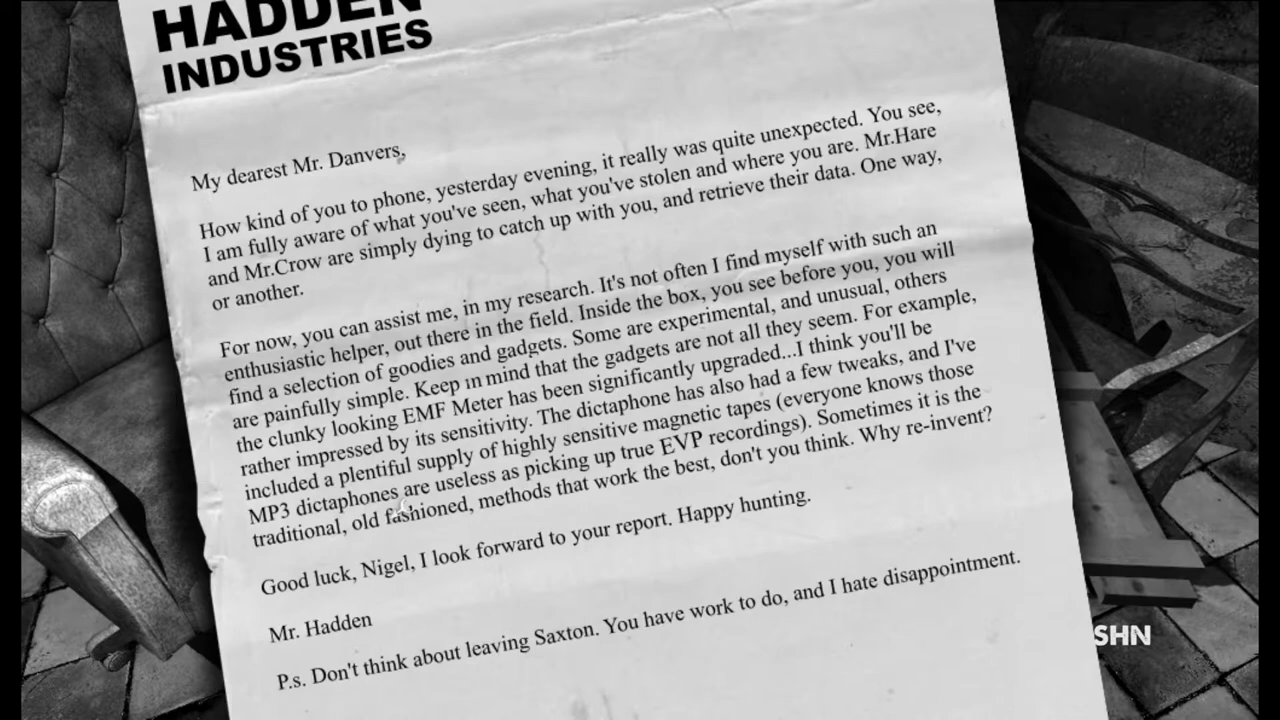 HADDEN
INDUSTRIES
My dearest Mr. Danvers,
How kind of you to phone, yesterday evening, it really was quite unexpected. You see,
I am fully aware of what you've seen, what you've stolen and where you are. Mr.Hare
and Mr.Crow are simply dying to catch up with you, and retrieve their data. One way,
or another.
For now, you can assist me, in my research. It's not often I find myself with such an
enthusiastic helper, out there in the field. Inside the box, you see before you, you will
find a selection of goodies and gadgets. Some are experimental, and unusual, others
are painfully simple. Keep in mind that the gadgets are not all they seem. For example,
the clunky looking EMF Meter has been significantly upgraded...I think you'll be
rather impressed by its sensitivity. The dictaphone has also had a few tweaks, and I've
included a plentiful supply of highly sensitive magnetic tapes (everyone knows those
MP3 dictaphones are useless as picking up true EVP recordings). Sometimes it is the
traditional, old fashioned, methods that work the best, don't you think. Why re-invent?
Good luck, Nigel, I look forward to your report. Happy hunting.
Mr. Hadden
P.s. Don't think about leaving Saxton. You have work to do, and I hate disappointment.
SHN